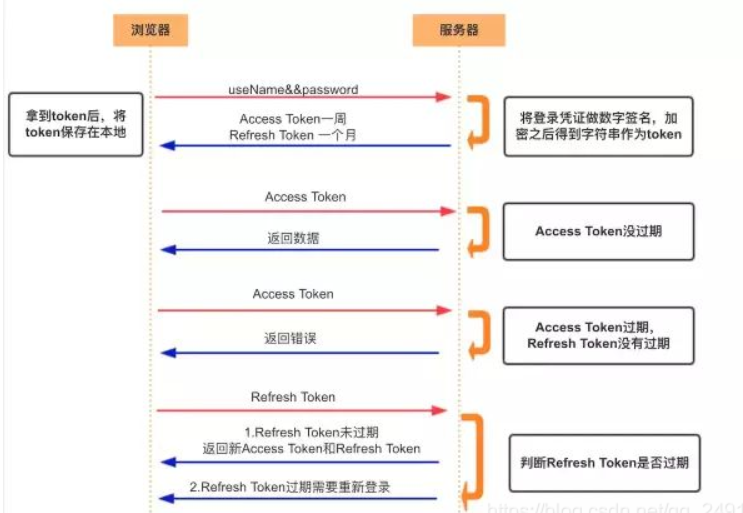 浏览器
服务器
useName&&password
拿到token后，将
token保存在本地
Access Token一周
Refresh Token 一个月
将登录凭证做数字签名，加
密之后得到字符串作为token
Access Token
返回数据
Access Token没过期
Access Token
返回错误
Access Token过期，
Refresh Token没有过期
Refresh Token
1.Refresh Token未过期
返回新Access Token和Refresh Token
判断Refresh Token是否过期
2.Refresh Token过期需要重新登录
https://blog.csdn.net/qq_2491